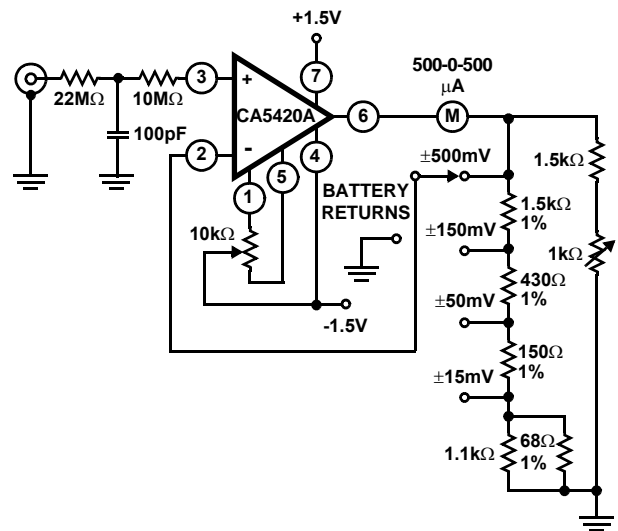 +1.5V
22MΩ
10MΩ
100pF
3
2
+
-
CA5420A
7
6
4
5
1
10kΩ
-1.5V
BATTERY
RETURNS
500-0-500
μA
M
±500mV
±150mV
±50mV
±15mV
1.5kΩ
1%
430Ω
1%
150Ω
1%
1.1kΩ
68Ω
1%
1.5kΩ
1kΩ